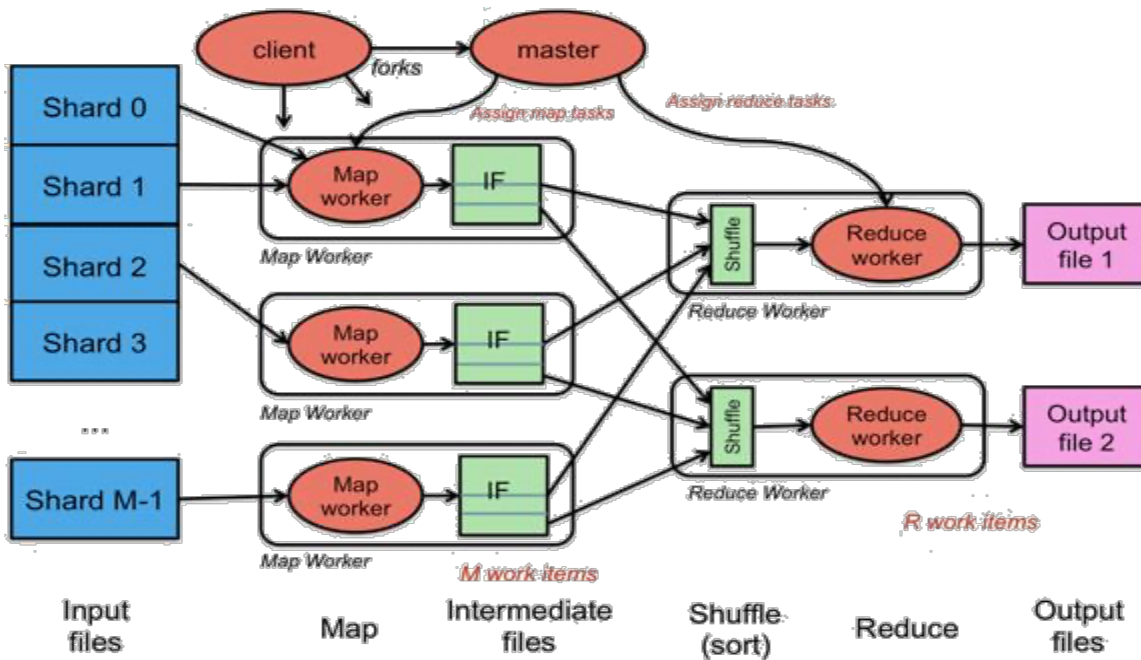 client
master
forks
Assign map tasks
Assign reduce tasks
Shard 0
Shard 1
Shard 2
Shard 3
...
Shard M-1
Map
worker
IF
Map Worker
Map
worker
IF
Map Worker
Map
worker
IF
Map Worker
M work items
Shuffle
Reduce
worker
Reduce Worker
Shuffle
Reduce
worker
Reduce Worker
R work items
Output
file 1
Output
file 2
Input
files
Map
Intermediate
files
Shuffle
(sort)
Reduce
Output
files